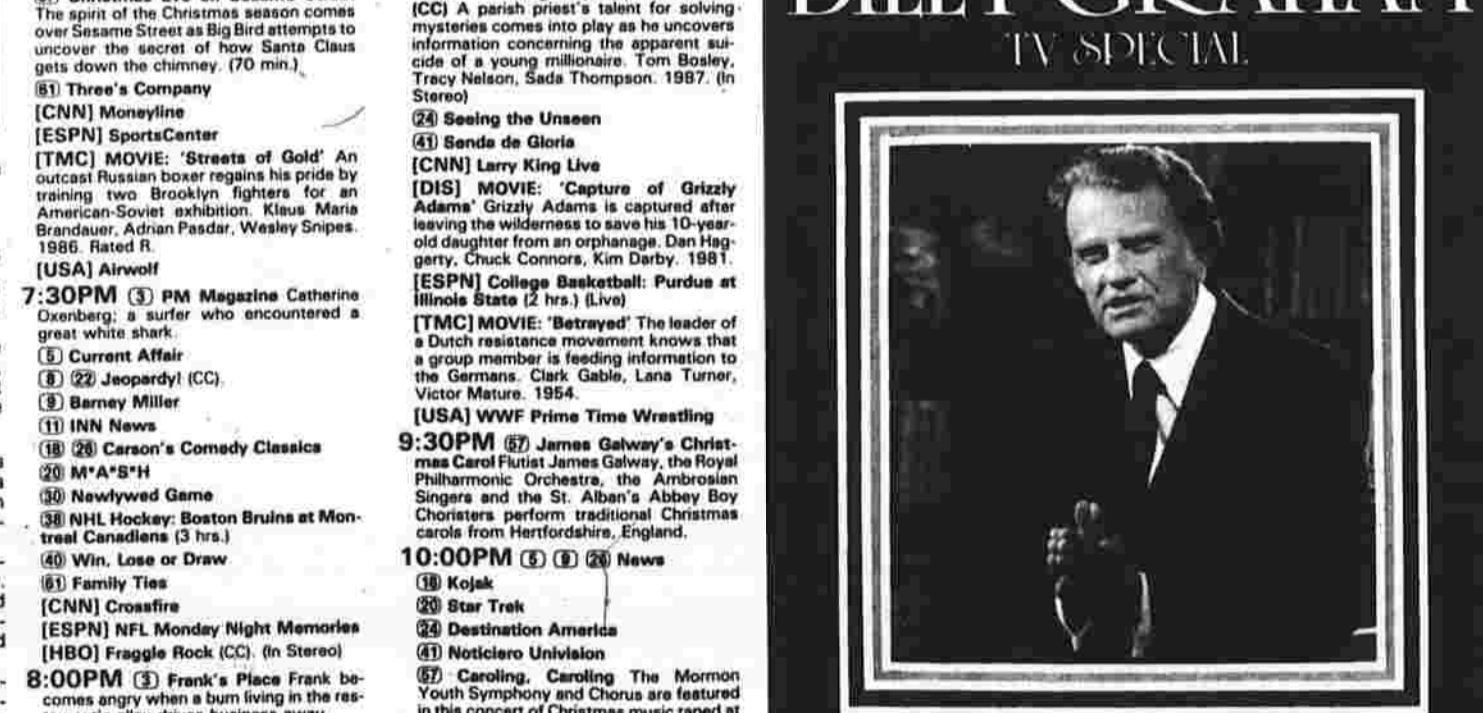 The spirit of the Christmas season comes
over Sesame Street as Big Bird attempts to
uncover the secret of how Santa Claus
gets down the chimney. (70 min.)
(61) Three's Company
[CNN] Moneyline
[ESPN] SportsCenter
[TMC] MOVIE: 'Streets of Gold' An
outcast Russian boxer regains his pride by
training two Brooklyn fighters for an
American-Soviet exhibition. Klaus Maria
Brandauer, Adrian Pasdar, Wesley Snipes.
1986. Rated R.
[USA] Airwolf
7:30PM (3) PM Magazine Catherine
Oxenberg; a surfer who encountered a
great white shark.
(5) Current Affair
(8) (22) Jeopardy! (CC).
(9) Barney Miller
(11) INN News
(18) (26) Carson's Comedy Classics
(20) M*A*S*H
(30) Newlywed Game
(38) NHL Hockey: Boston Bruins at Mon-
treal Canadiens (3 hrs.)
(40) Win, Lose or Draw
(61) Family Ties
[CNN] Crossfire
[ESPN] NFL Monday Night Memories
[HBO] Fraggle Rock (CC). (In Stereo)
8:00PM (3) Frank's Place Frank be-
comes angry when a bum living in the res-
(CC) A parish priest's talent for solving
mysteries comes into play as he uncovers
information concerning the apparent sui-
cide of a young millionaire. Tom Bosley,
Tracy Nelson, Sada Thompson. 1987. (In
Stereo)
(24) Seeing the Unseen
(41) Senda de Gloria
[CNN] Larry King Live
[DIS] MOVIE: 'Capture of Grizzly
Adams' Grizzly Adams is captured after
leaving the wilderness to save his 10-year-
old daughter from an orphanage. Dan Hag-
gerty, Chuck Connors, Kim Darby. 1981.
[ESPN] College Basketball: Purdue at
Illinois State (2 hrs.) (Live)
[TMC] MOVIE: 'Betrayed' The leader of
a Dutch resistance movement knows that
a group member is feeding information to
the Germans. Clark Gable, Lana Turner,
Victor Mature. 1954.
[USA] WWF Prime Time Wrestling
9:30PM (57) James Galway's Christ-
mas Carol Flutist James Galway, the Royal
Philharmonic Orchestra, the Ambrosian
Singers and the St. Alban's Abbey Boy
Choristers perform traditional Christmas
carols from Hertfordshire, England.
10:00PM (5) (9) (26) News
(18) Kojak
(20) Star Trek
(24) Destination America
(41) Noticiero Univision
(57) Caroling, Caroling The Mormon
Youth Symphony and Chorus are featured
in this concert of Christmas music taped at
BILLY GRAHAM
TV SPECIAL